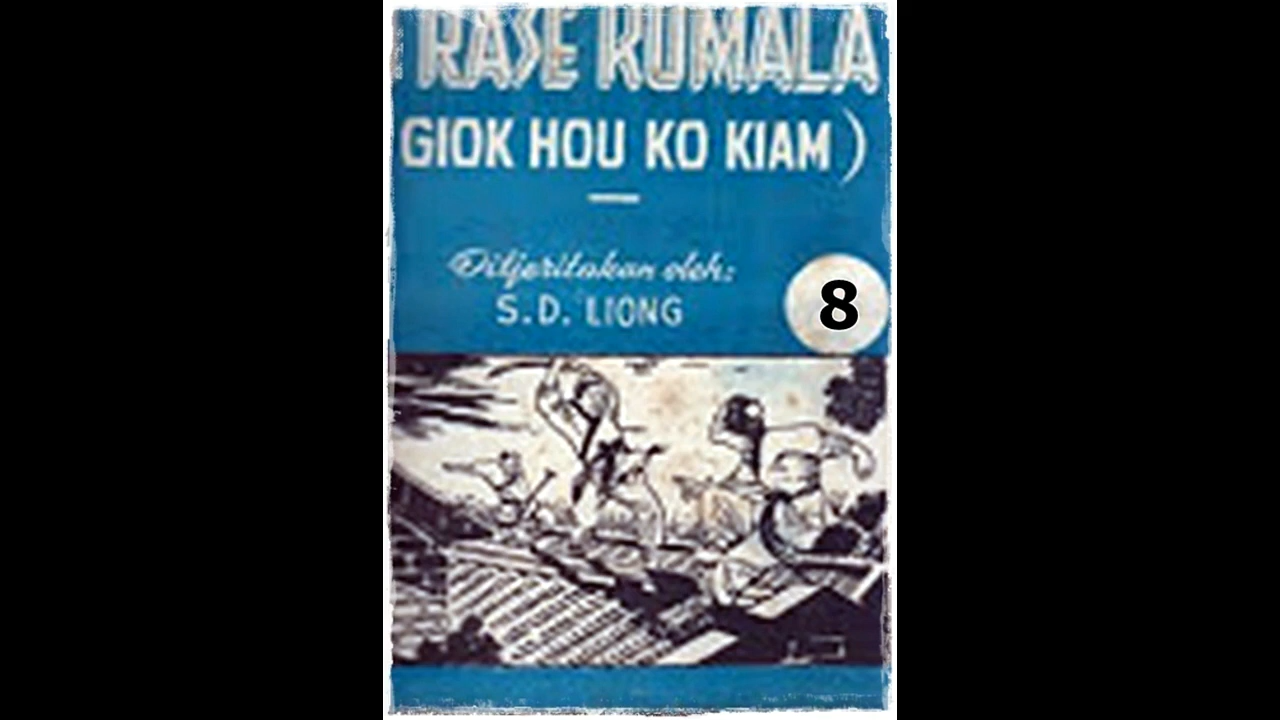 RASE KUMALA
GIOK HOU KO KIAM )
Ditjeritakan oleh:
S.D. LIONG
8